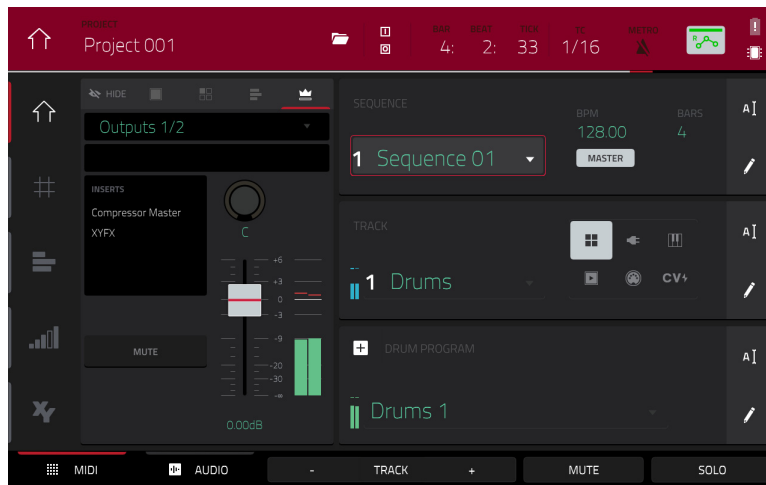 PROJECT
Project 001
BAR BEAT TICK TC METRO
4: 2: 33 1/16
R
HIDE
Outputs 1/2
INSERTS
Compressor Master
XYFX
C
+6
+3
0
-3
-9
-20
-30
-∞
MUTE
0.00dB
SEQUENCE
1 Sequence 01
BPM
128.00
MASTER
BARS
4
TRACK
1 Drums
CV
DRUM PROGRAM
Drums 1
XY
MIDI AUDIO - TRACK + MUTE SOLO